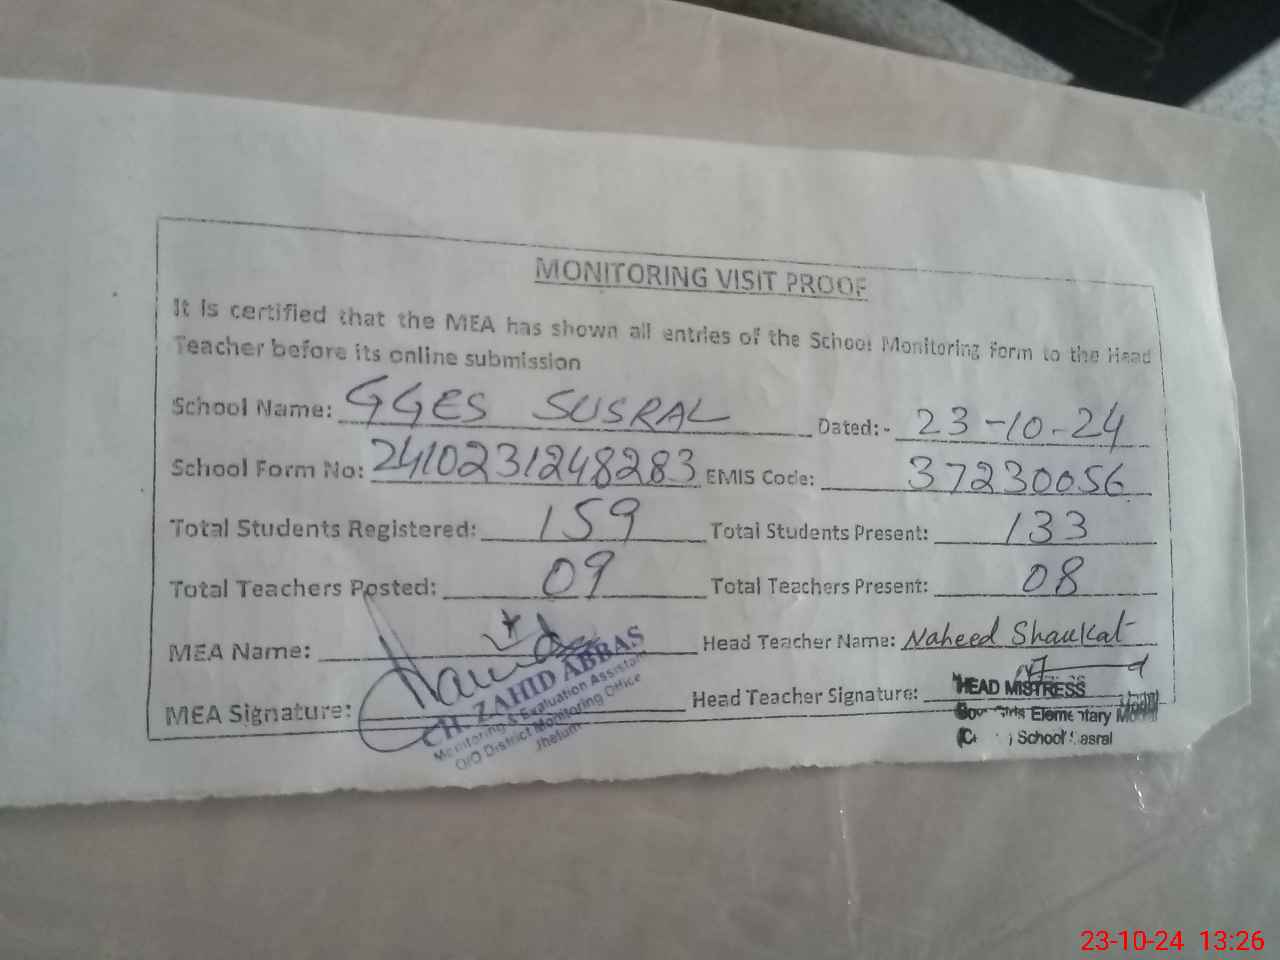 MONITORING VISIT PROOF
It is certified that the MEA has shown all entries of the School Monitoring form to the Head
Teacher before its online submission
School Name: GGES SUSRAL Dated:- 23-10-24
School Form No: 2410231248283 EMIS Code: 37230056
Total Students Registered: 159 Total Students Present: 133
Total Teachers Posted: 09 Total Teachers Present: 08
MEA Name: Head Teacher Name: Naheed Shaukat
MEA Signature: Head Teacher Signature:
CH. ZAHID ABBAS
Monitoring & Evaluation Assistant
O/O District Monitoring Office
Jhelum
HEAD MISTRESS
Girls Elementary Model
School
23-10-24 13:26